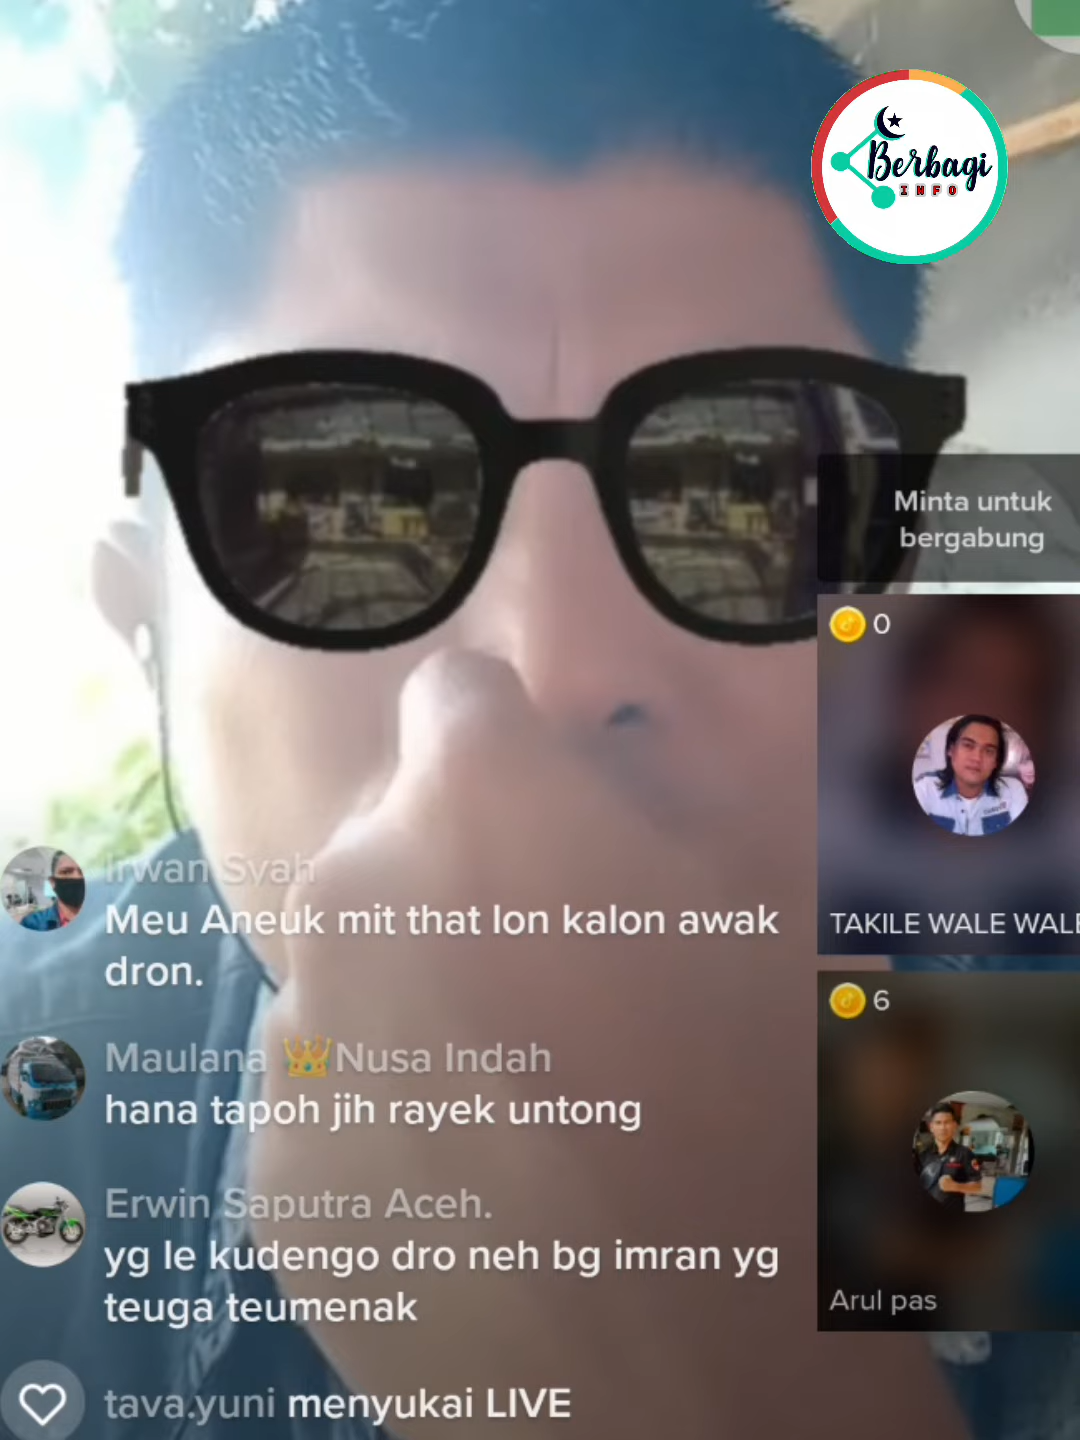 Berbagi
INFO
Minta untuk
bergabung
0
TAKILE WALE WALE
6
Arul pas
Irwan Syah
Meu Aneuk mit that lon kalon awak
dron.
Maulana 👑Nusa Indah
hana tapoh jih rayek untong
Erwin Saputra Aceh.
yg le kudengo dro neh bg imran yg
teuga teumenak
tava.yuni menyukai LIVE